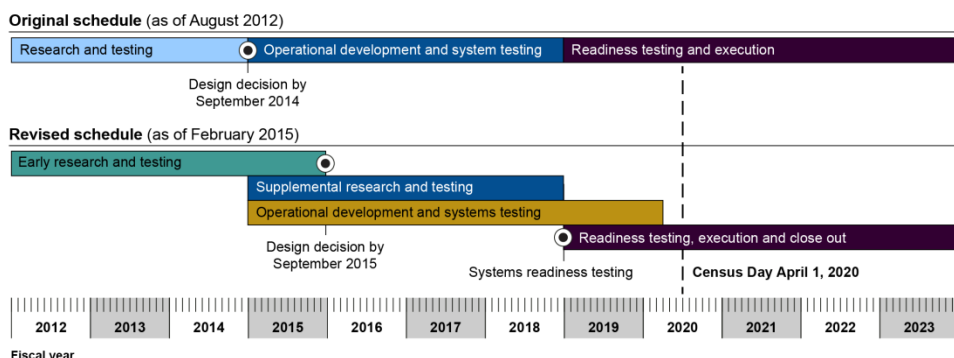 Original schedule (as of August 2012)
Research and testing
Operational development and system testing
Readiness testing and execution
Design decision by
September 2014
Revised schedule (as of February 2015)
Early research and testing
Supplemental research and testing
Operational development and systems testing
Readiness testing, execution and close out
Design decision by
September 2015
Systems readiness testing
Census Day April 1, 2020
2012 2013 2014 2015 2016 2017 2018 2019 2020 2021 2022 2023
Fiscal year